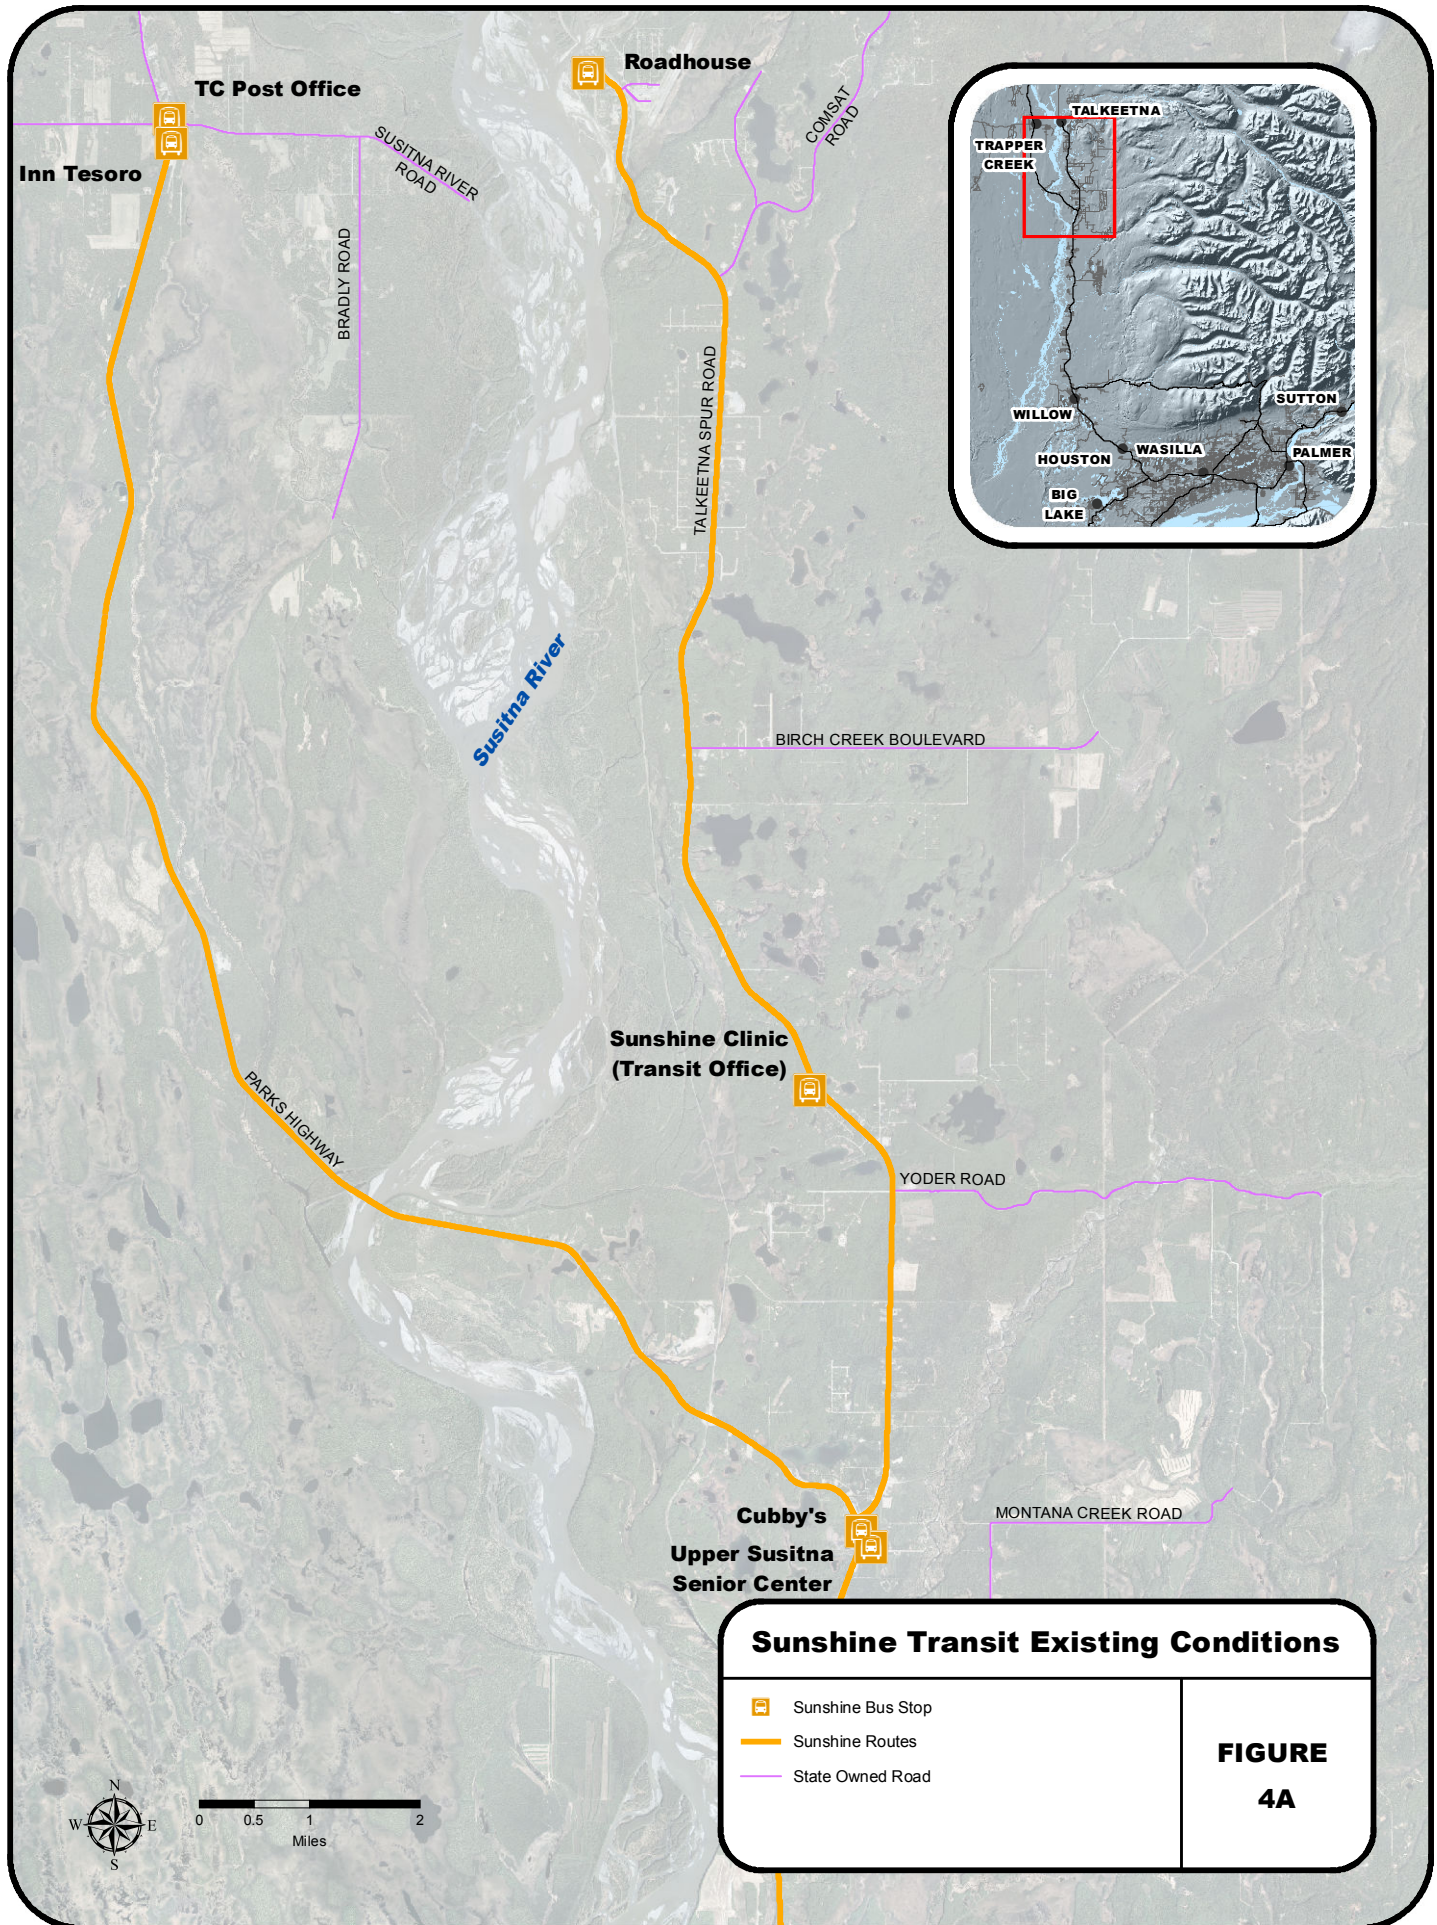 Roadhouse
TC Post Office
Inn Tesoro
SUSITNA RIVER
ROAD
BRADLY ROAD
COMSAT
ROAD
TALKEETNA
TRAPPER
CREEK
WILLOW
SUTTON
HOUSTON
WASILLA
PALMER
BIG
LAKE
TALKEETNA SPUR ROAD
Susitna River
BIRCH CREEK BOULEVARD
Sunshine Clinic
(Transit Office)
PARKS HIGHWAY
YODER ROAD
Cubby's
MONTANA CREEK ROAD
Upper Susitna
Senior Center
Sunshine Transit Existing Conditions
Sunshine Bus Stop
Sunshine Routes
State Owned Road
FIGURE
4A
N
W E
S
0 0.5 1 2
Miles